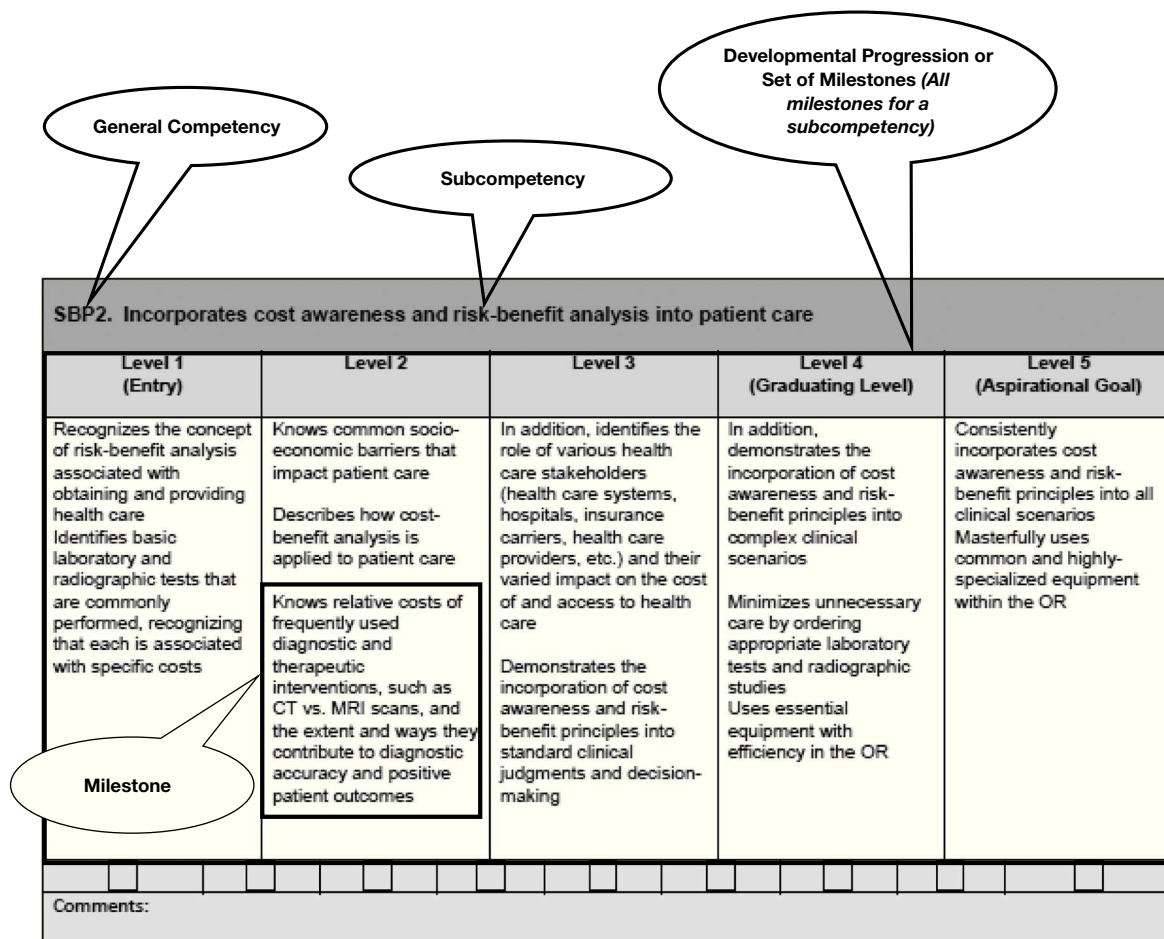 Developmental Progression or
Set of Milestones (All
milestones for a
subcompetency)
General Competency
Subcompetency
SBP2. Incorporates cost awareness and risk-benefit analysis into patient care
Level 1
(Entry)
Level 2
Level 3
Level 4
(Graduating Level)
Level 5
(Aspirational Goal)
Recognizes the concept
of risk-benefit analysis
associated with
obtaining and providing
health care
Identifies basic
laboratory and
radiographic tests that
are commonly
performed, recognizing
that each is associated
with specific costs
Knows common socio-
economic barriers that
impact patient care
Describes how cost-
benefit analysis is
applied to patient care
Knows relative costs of
frequently used
diagnostic and
therapeutic
interventions, such as
CT vs. MRI scans, and
the extent and ways they
contribute to diagnostic
accuracy and positive
patient outcomes
In addition, identifies the
role of various health
care stakeholders
(health care systems,
hospitals, insurance
carriers, health care
providers, etc.) and their
varied impact on the cost
of and access to health
care
Demonstrates the
incorporation of cost
awareness and risk-
benefit principles into
standard clinical
judgments and decision-
making
In addition,
demonstrates the
incorporation of cost
awareness and risk-
benefit principles into
complex clinical
scenarios
Minimizes unnecessary
care by ordering
appropriate laboratory
tests and radiographic
studies
Uses essential
equipment with
efficiency in the OR
Consistently
incorporates cost
awareness and risk-
benefit principles into all
clinical scenarios
Masterfully uses
common and highly-
specialized equipment
within the OR
Milestone
Comments: